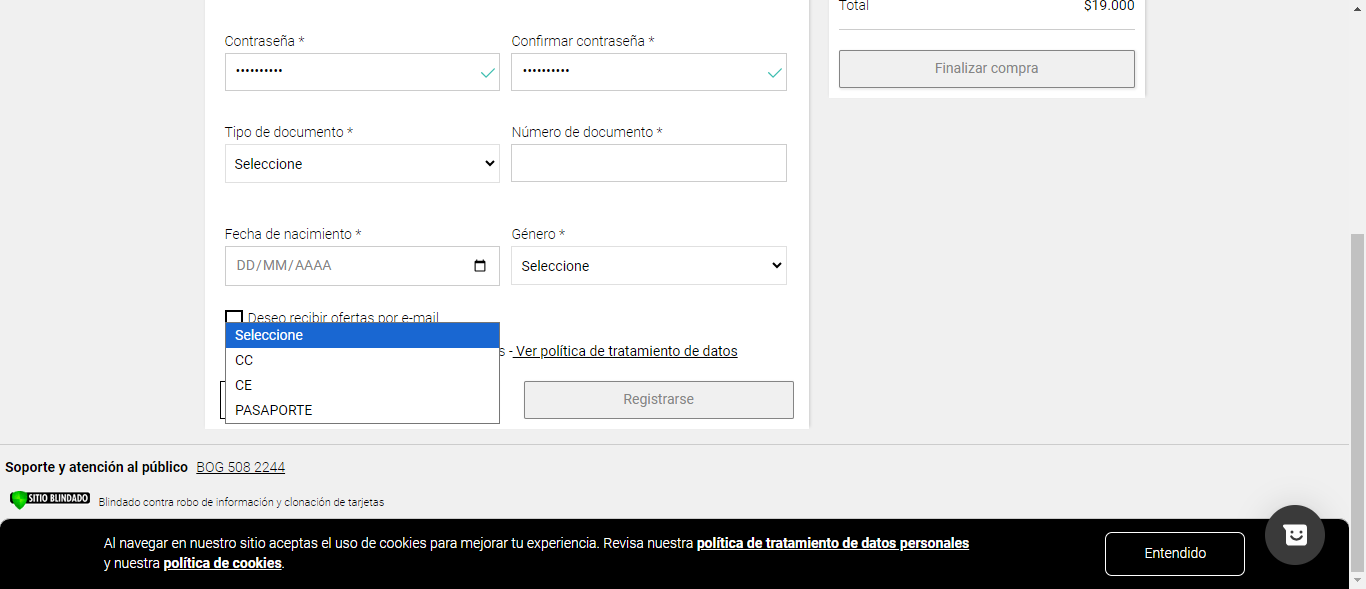 Total $19.000
Contraseña * Confirmar contraseña *
•••••••••• ••••••••••
Finalizar compra
Tipo de documento * Número de documento *
Seleccione
Fecha de nacimiento * Género *
DD/MM/AAAA Seleccione
Deseo recibir ofertas por e-mail
Seleccione
s - Ver política de tratamiento de datos
CC
CE
PASAPORTE
Registrarse
Soporte y atención al público BOG 508 2244
SITIO BLINDADO Blindado contra robo de información y clonación de tarjetas
Al navegar en nuestro sitio aceptas el uso de cookies para mejorar tu experiencia. Revisa nuestra política de tratamiento de datos personales
y nuestra política de cookies.
Entendido